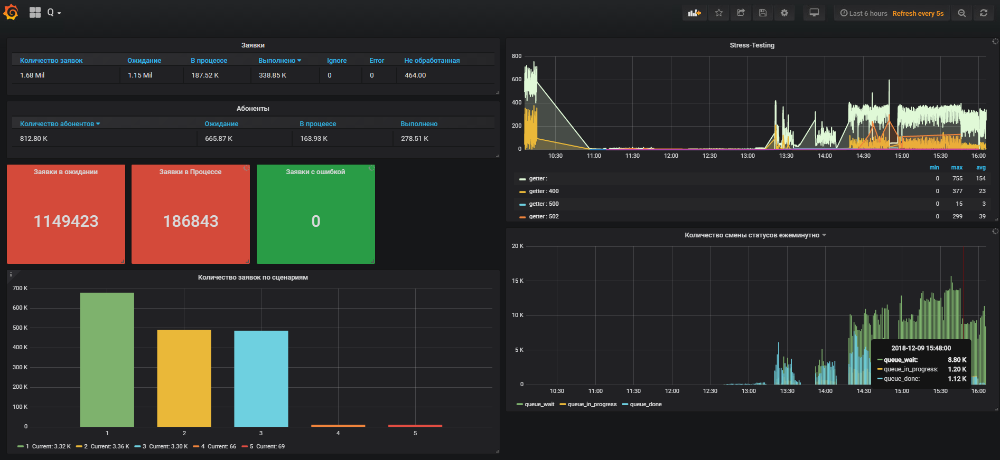 Q
Last 6 hours Refresh every 5s
Заявки
Количество заявок Ожидание В процессе Выполнено Ignore Error Не обработанная
1.68 Mil 1.15 Mil 187.52 K 338.85 K 0 0 464.00
Абоненты
Количество абонентов Ожидание В процеесе Выполнено
812.80 K 665.87 K 163.93 K 278.51 K
Заявки в ожидании
1149423
Заявки в Процессе
186843
Заявки с ошибкой
0
Количество заявок по сценариям
700 K
600 K
500 K
400 K
300 K
200 K
100 K
0
1 2 3 4 5
1 Current: 3.32 K 2 Current: 3.36 K 3 Current: 3.30 K 4 Current: 66 5 Current: 69
Stress-Testing
800
600
400
200
0
10:30 11:00 11:30 12:00 12:30 13:00 13:30 14:00 14:30 15:00 15:30 16:00
min max avg
getter : 0 755 154
getter : 400 0 377 23
getter : 500 0 15 3
getter : 502 0 299 39
Количество смены статусов ежеминутно
20 K
15 K
10 K
5 K
0
10:30 11:00 11:30 12:00 12:30 13:00 13:30 14:00 14:30 15:00 15:30 16:00
2018-12-09 15:48:00
queue_wait: 8.80 K
queue_in_progress: 1.20 K
queue_done: 1.12 K
queue_wait queue_in_progress queue_done